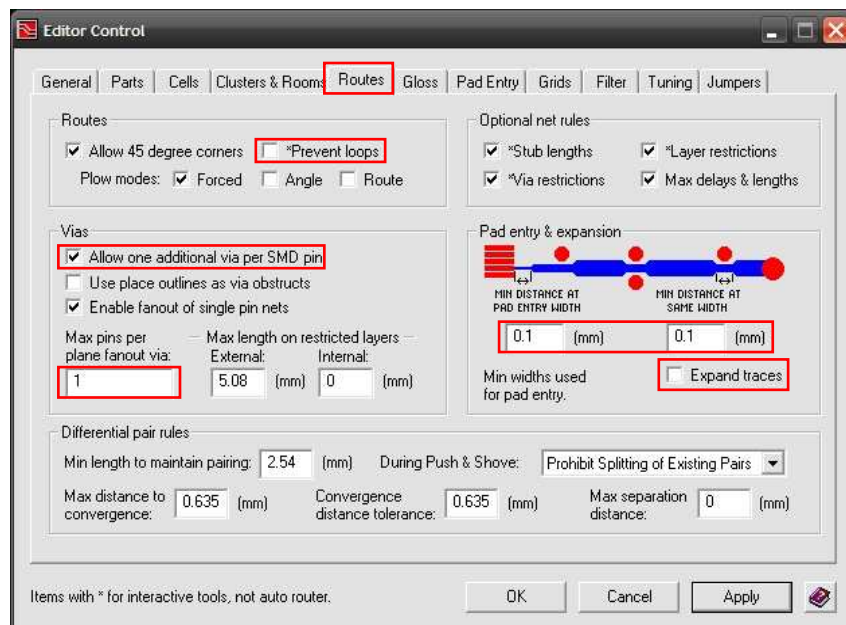 Editor Control
General Parts Cells Clusters & Rooms Routes Gloss Pad Entry Grids Filter Tuning Jumpers
Routes
Allow 45 degree corners *Prevent loops
Plow modes: Forced Angle Route
Optional net rules
*Stub lengths *Layer restrictions
*Via restrictions Max delays & lengths
Vias
Allow one additional via per SMD pin
Use place outlines as via obstructs
Enable fanout of single pin nets
Max pins per
plane fanout via:
1
Max length on restricted layers
External: Internal:
5.08 (mm) 0 (mm)
Pad entry & expansion
MIN DISTANCE AT
PAD ENTRY WIDTH
MIN DISTANCE AT
SAME WIDTH
0.1 (mm) 0.1 (mm)
Min widths used
for pad entry.
Expand traces
Differential pair rules
Min length to maintain pairing: 2.54 (mm) During Push & Shove: Prohibit Splitting of Existing Pairs
Max distance to
convergence: 0.635 (mm)
Convergence
distance tolerance: 0.635 (mm)
Max separation
distance: 0 (mm)
Items with * for interactive tools, not auto router.
OK Cancel Apply